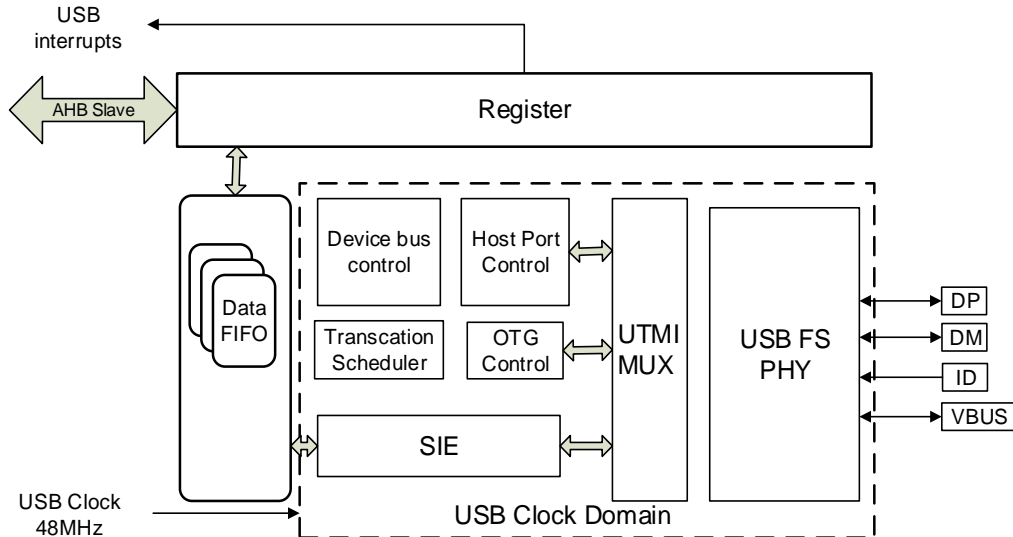 USB
interrupts
AHB Slave
Register
Device bus
control
Host Port
Control
Data
FIFO
Transcation
Scheduler
OTG
Control
UTMI
MUX
USB FS
PHY
DP
DM
ID
VBUS
SIE
USB Clock
48MHz
USB Clock Domain